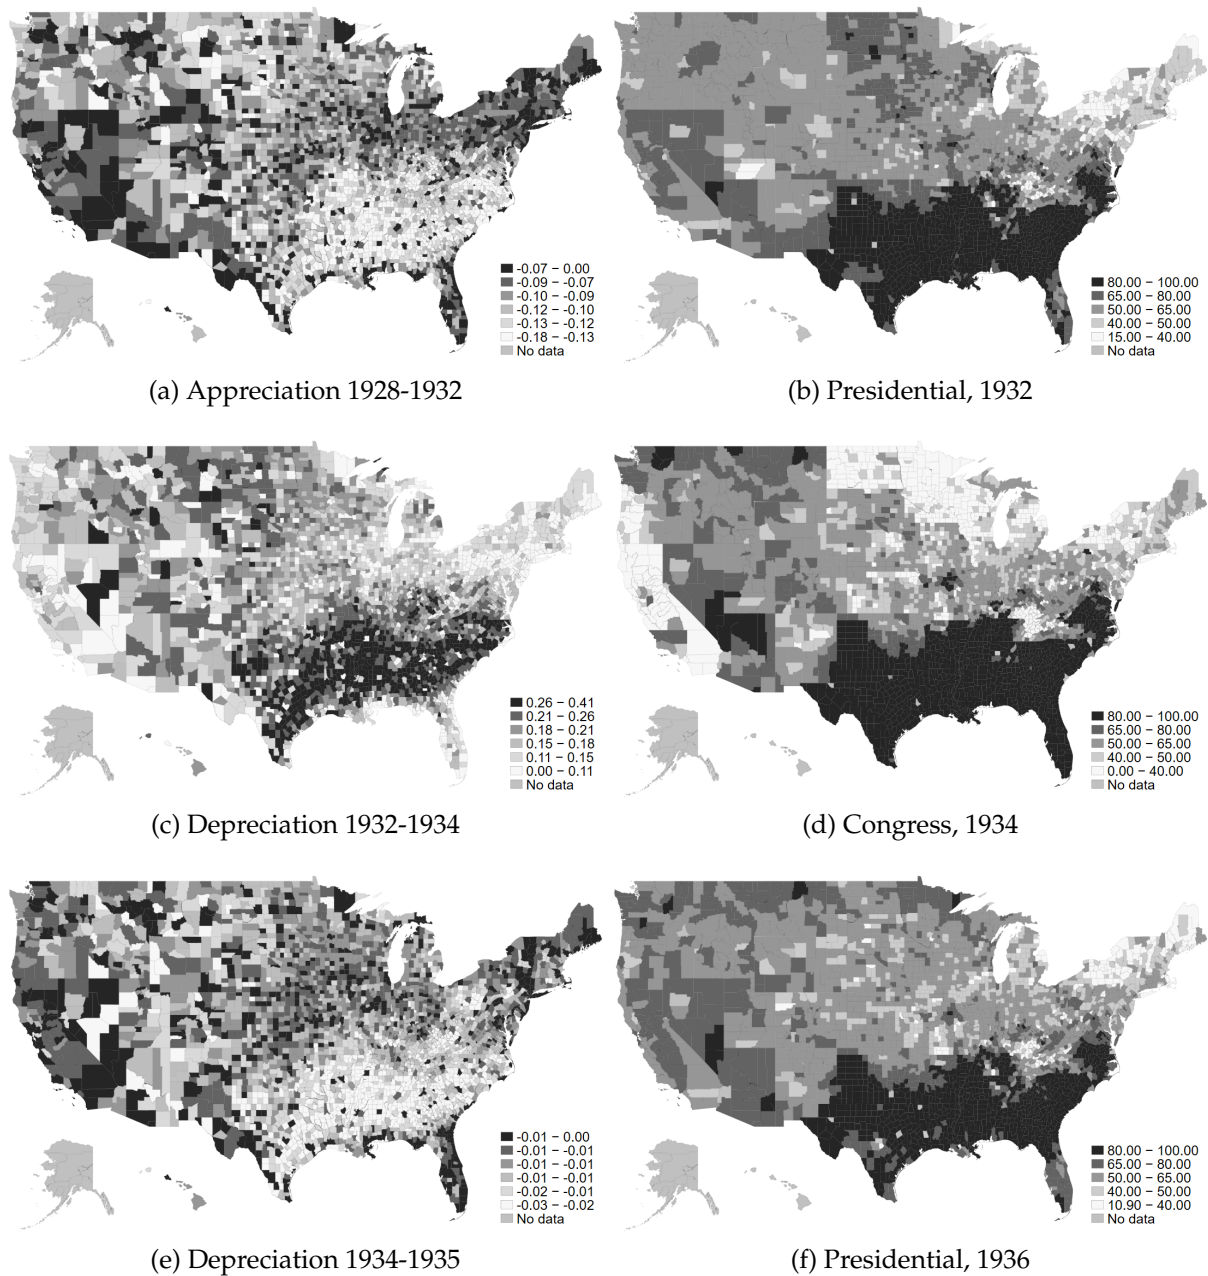 -0.07 – 0.00
-0.09 – -0.07
-0.10 – -0.09
-0.12 – -0.10
-0.13 – -0.12
-0.18 – -0.13
No data
(a) Appreciation 1928-1932
80.00 – 100.00
65.00 – 80.00
50.00 – 65.00
40.00 – 50.00
15.00 – 40.00
No data
(b) Presidential, 1932
0.26 – 0.41
0.21 – 0.26
0.18 – 0.21
0.15 – 0.18
0.11 – 0.15
0.00 – 0.11
No data
(c) Depreciation 1932-1934
80.00 – 100.00
65.00 – 80.00
50.00 – 65.00
40.00 – 50.00
0.00 – 40.00
No data
(d) Congress, 1934
-0.01 – 0.00
-0.01 – -0.01
-0.01 – -0.01
-0.01 – -0.01
-0.02 – -0.01
-0.03 – -0.02
No data
(e) Depreciation 1934-1935
80.00 – 100.00
65.00 – 80.00
50.00 – 65.00
40.00 – 50.00
10.90 – 40.00
No data
(f) Presidential, 1936